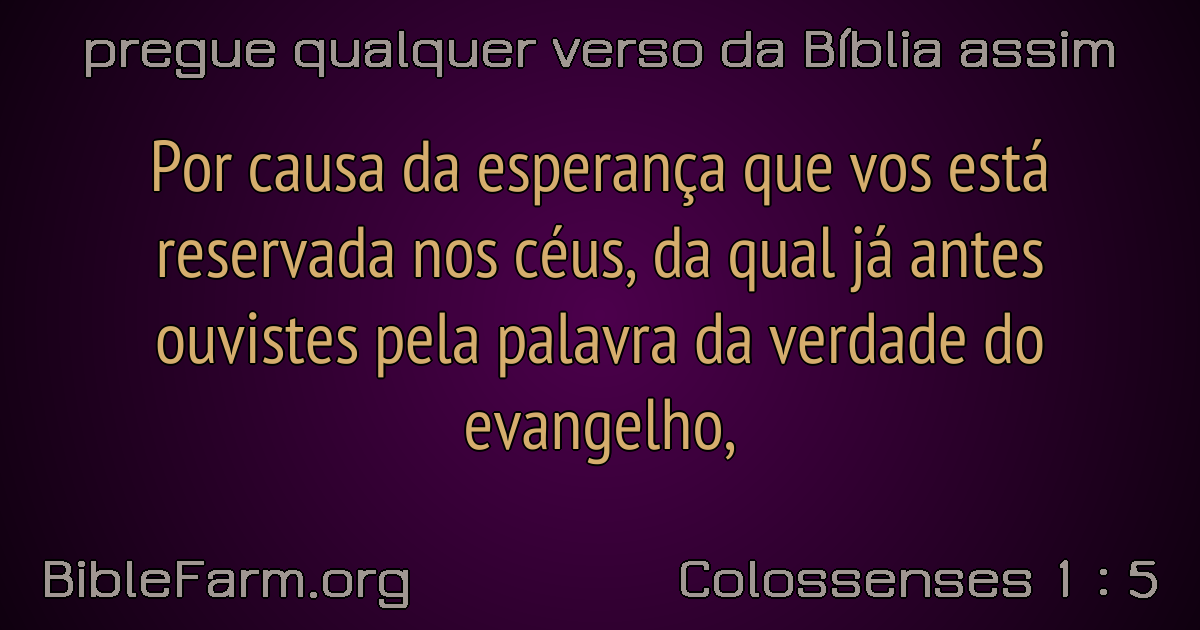 pregue qualquer verso da Bíblia assim
Por causa da esperança que vos está
reservada nos céus, da qual já antes
ouvistes pela palavra da verdade do
evangelho,
BibleFarm.org
Colossenses 1 : 5